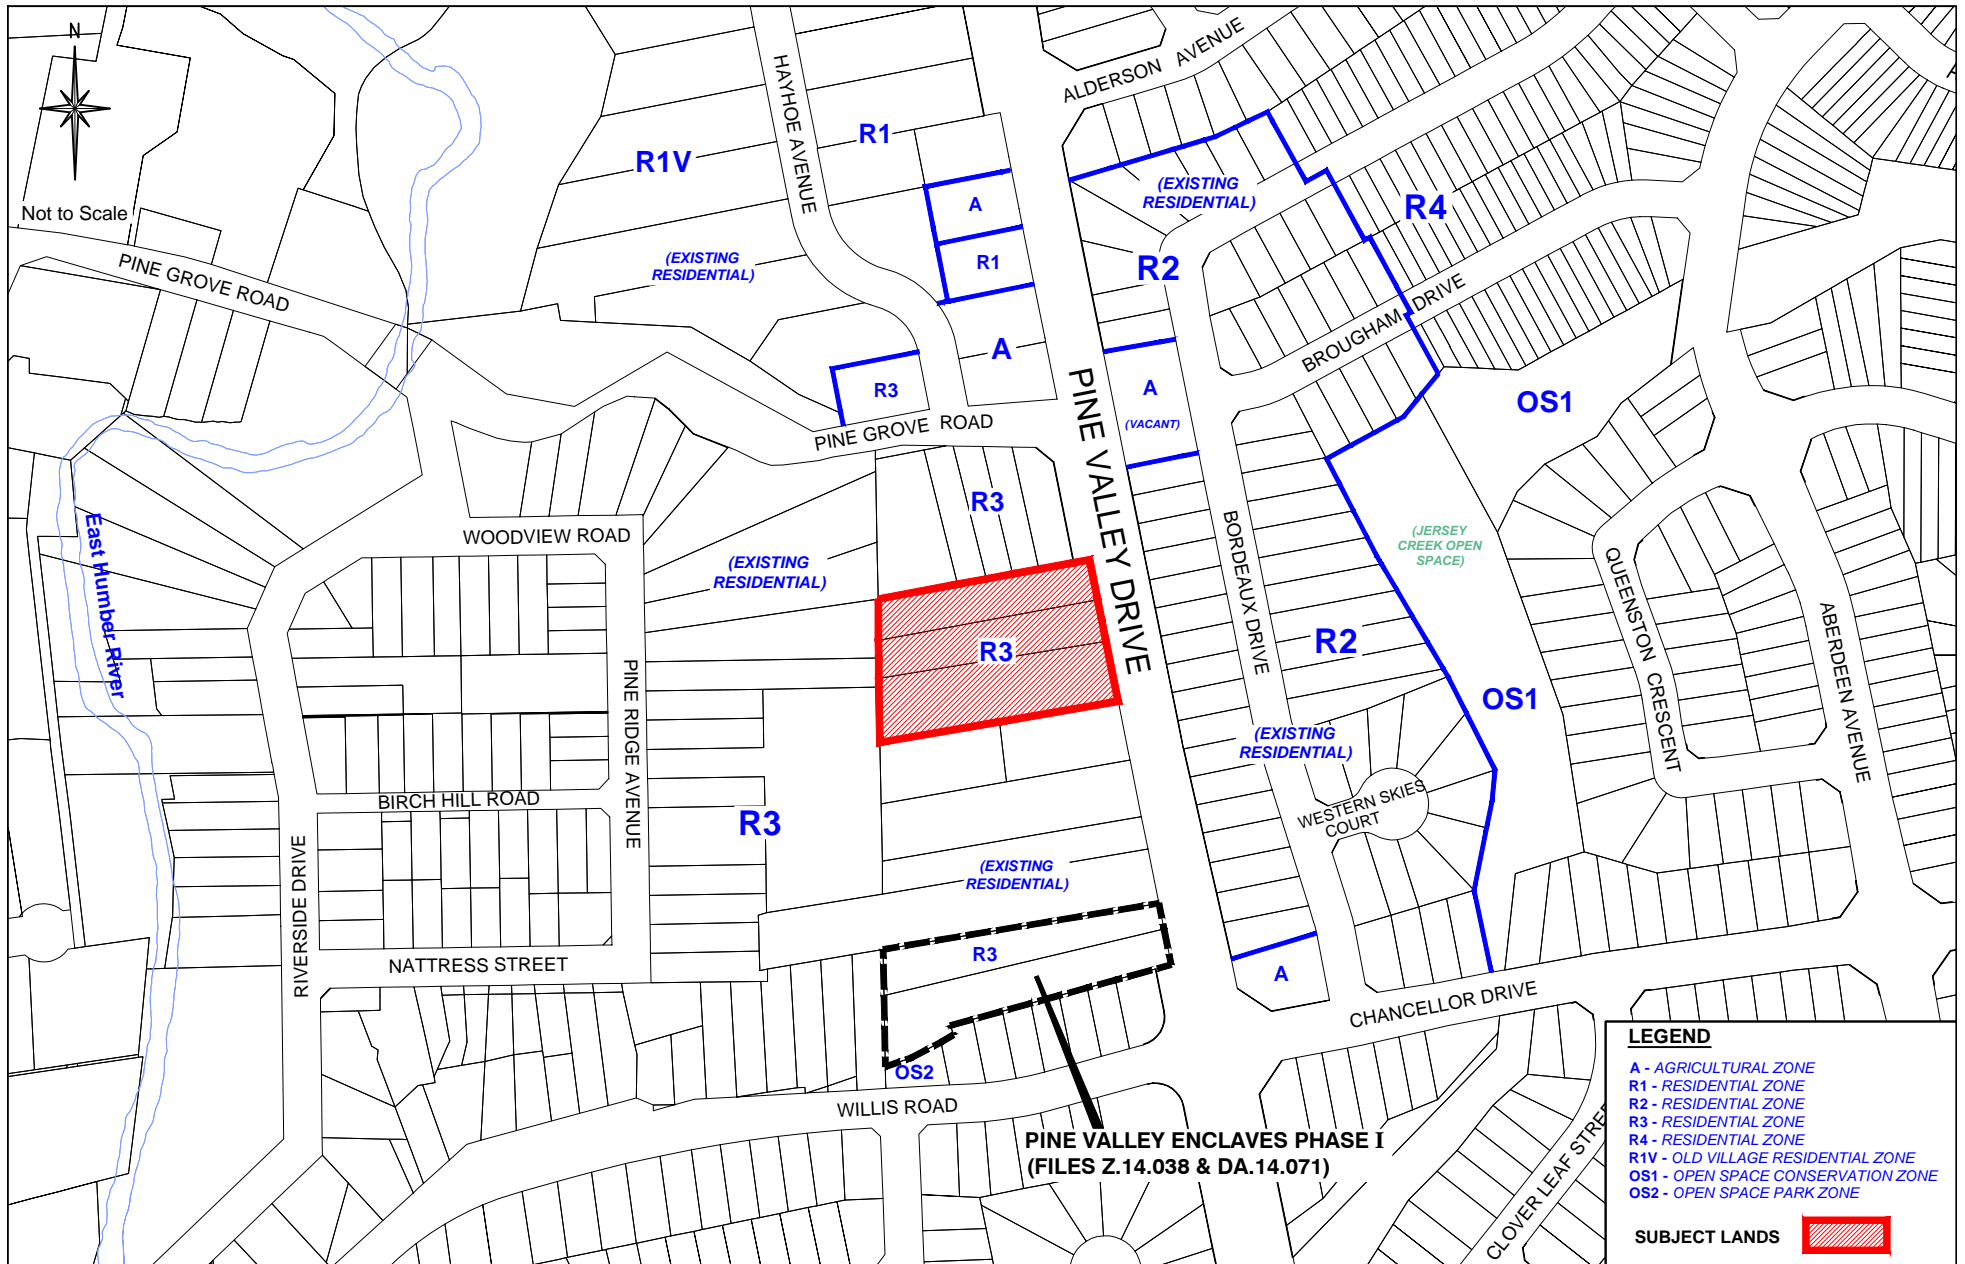 N
Not to Scale
PINE GROVE ROAD
HAYHOE AVENUE
ALDERSON AVENUE
R1V
R1
A
R1
A
(EXISTING
RESIDENTIAL)
R3
PINE GROVE ROAD
(EXISTING
RESIDENTIAL)
R2
R4
BROUGHAM DRIVE
A
(VACANT)
OS1
PINE VALLEY DRIVE
R3
WOODVIEW ROAD
(EXISTING
RESIDENTIAL)
East Humber River
R3
BORDEAUX DRIVE
(JERSEY
CREEK OPEN
SPACE)
R2
OS1
QUEENSTON CRESCENT
ABERDEEN AVENUE
PINE RIDGE AVENUE
(EXISTING
RESIDENTIAL)
WESTERN SKIES
COURT
BIRCH HILL ROAD
R3
RIVERSIDE DRIVE
(EXISTING
RESIDENTIAL)
NATTRESS STREET
R3
A
CHANCELLOR DRIVE
OS2
WILLIS ROAD
PINE VALLEY ENCLAVES PHASE I
(FILES Z.14.038 & DA.14.071)
CLOVER LEAF STREE
LEGEND
A - AGRICULTURAL ZONE
R1 - RESIDENTIAL ZONE
R2 - RESIDENTIAL ZONE
R3 - RESIDENTIAL ZONE
R4 - RESIDENTIAL ZONE
R1V - OLD VILLAGE RESIDENTIAL ZONE
OS1 - OPEN SPACE CONSERVATION ZONE
OS2 - OPEN SPACE PARK ZONE
SUBJECT LANDS